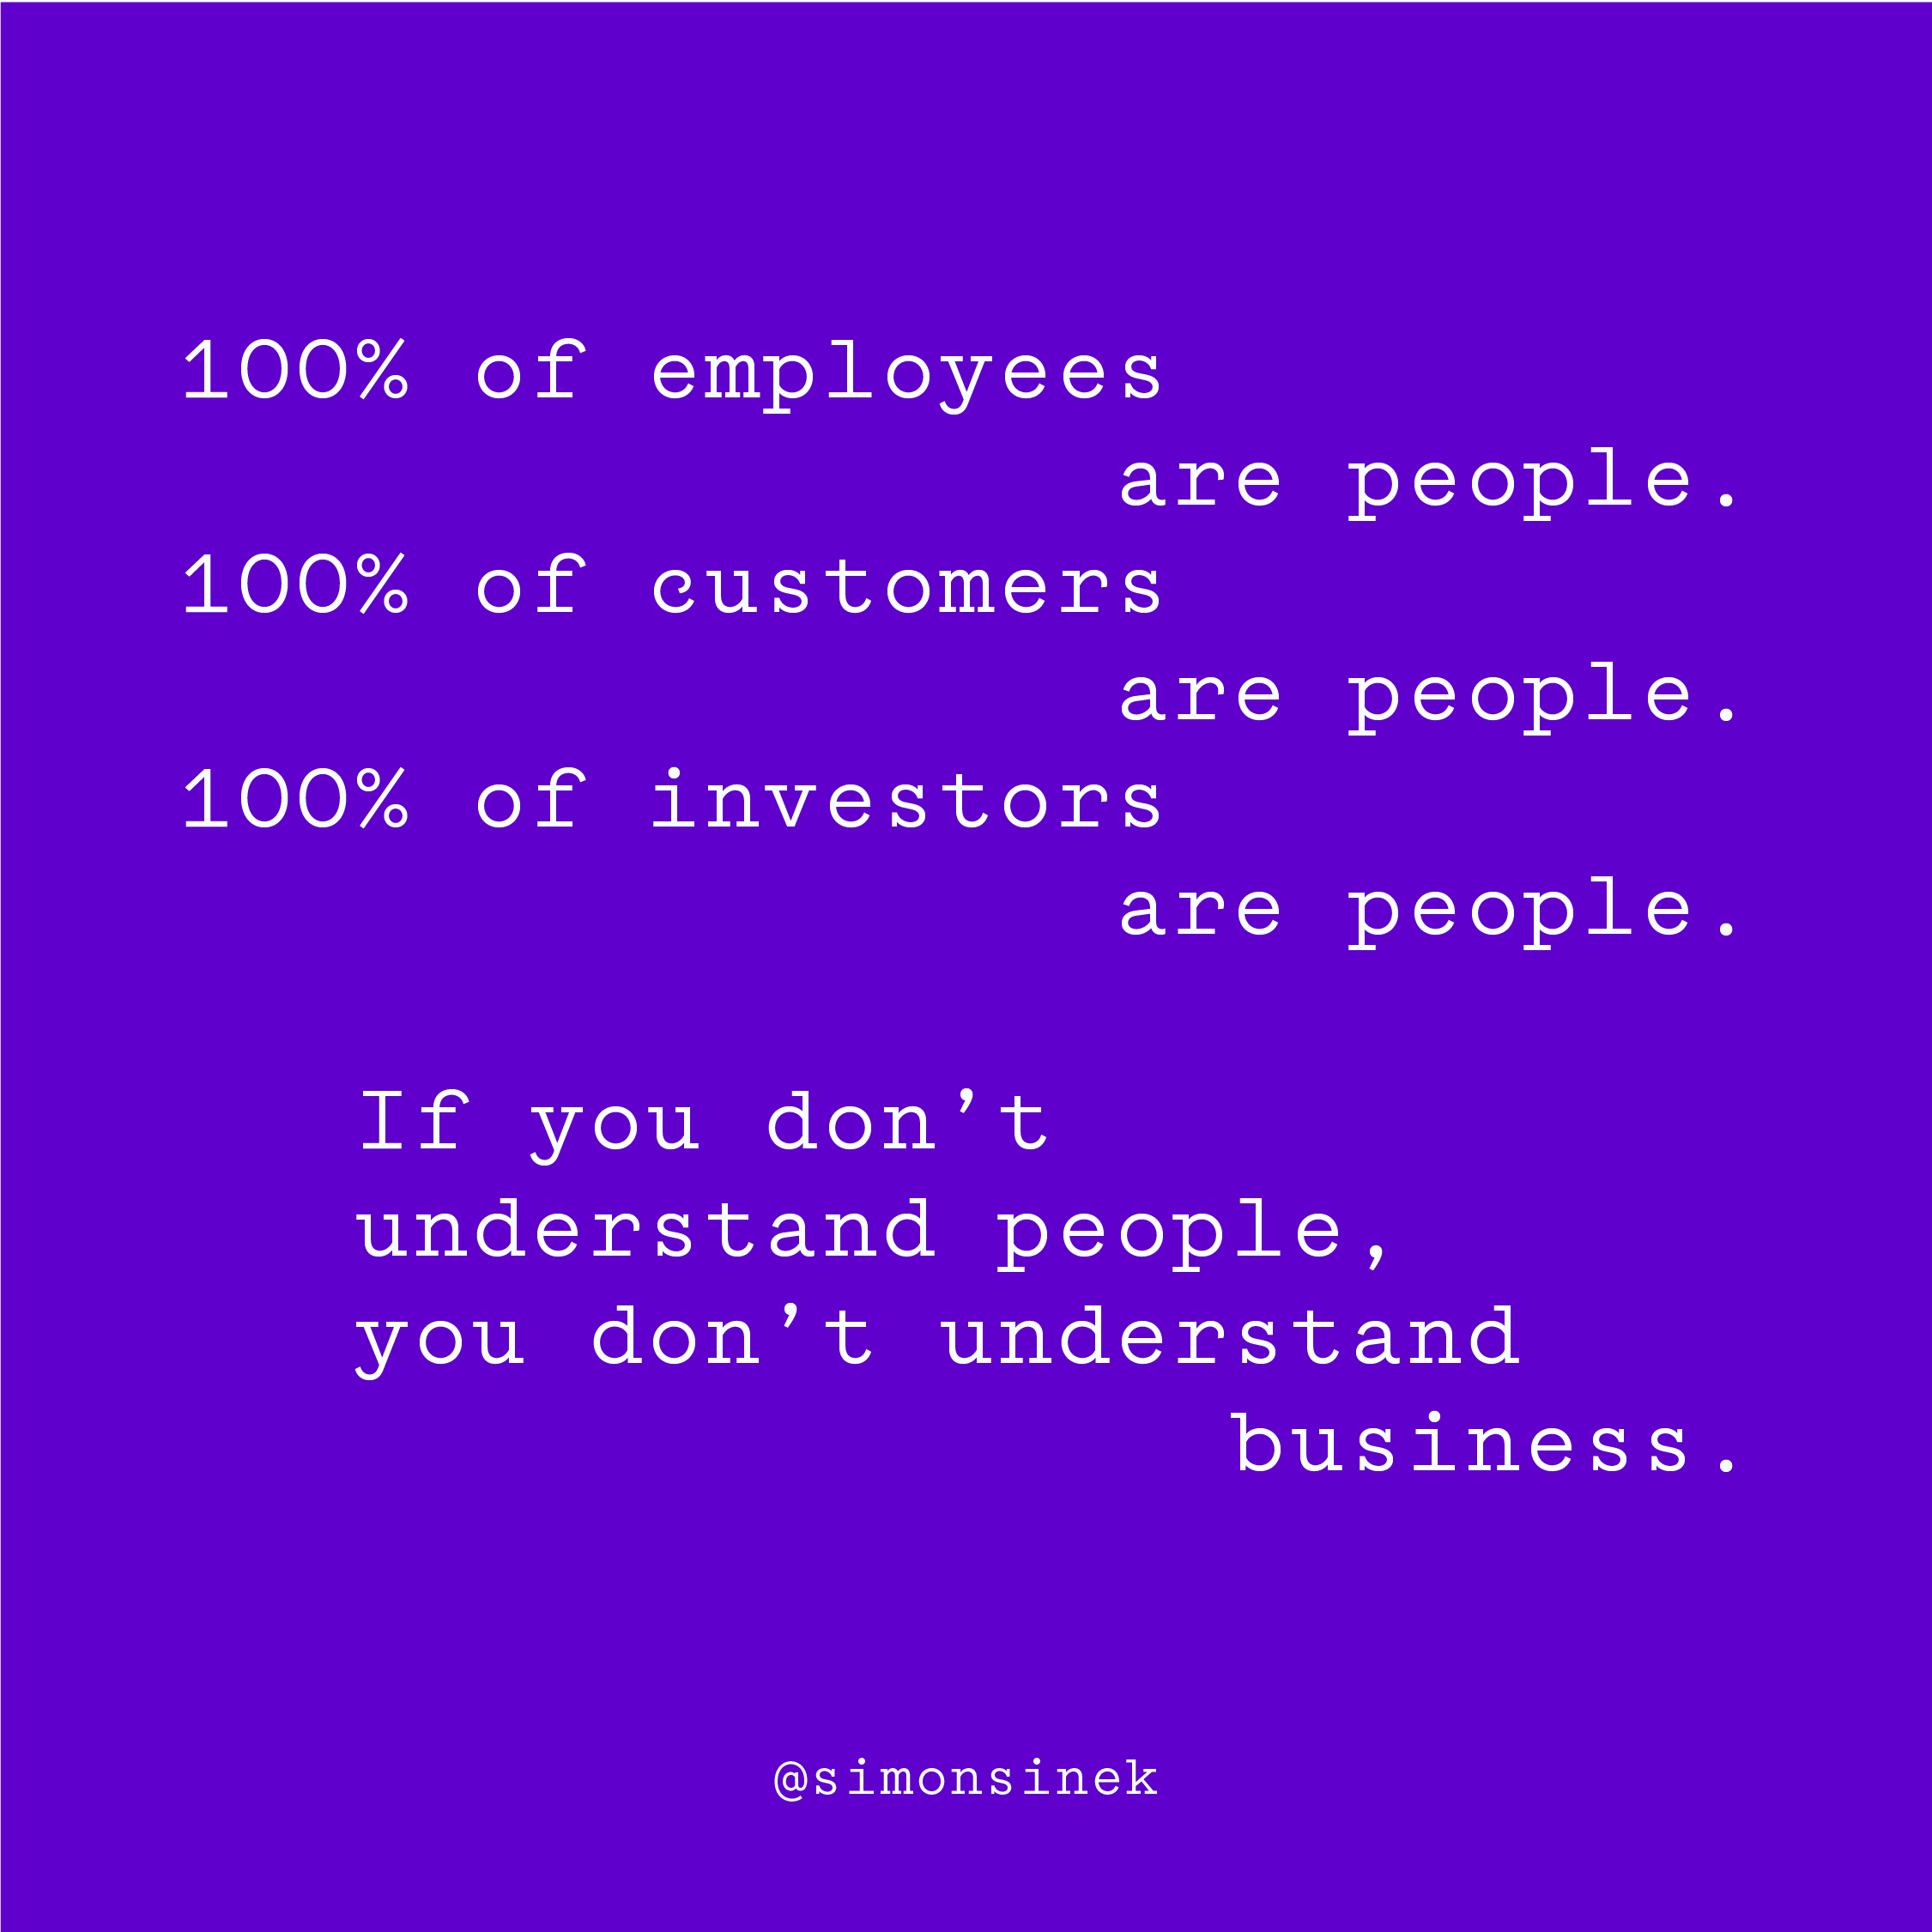 100% of employees
are people.
100% of customers
are people.
100% of investors
are people.
If you don’t
understand people,
you don’t understand
business.
@simonsinek